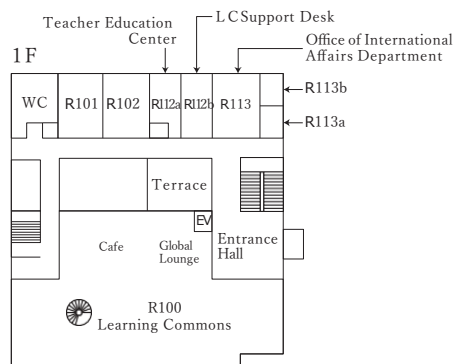 Teacher Education
Center
LC Support Desk
Office of International
Affairs Department
1F
WC
R101
R102
R112a
R112b
R113
R113b
R113a
Terrace
EV
Cafe
Global
Lounge
Entrance
Hall
R100
Learning Commons